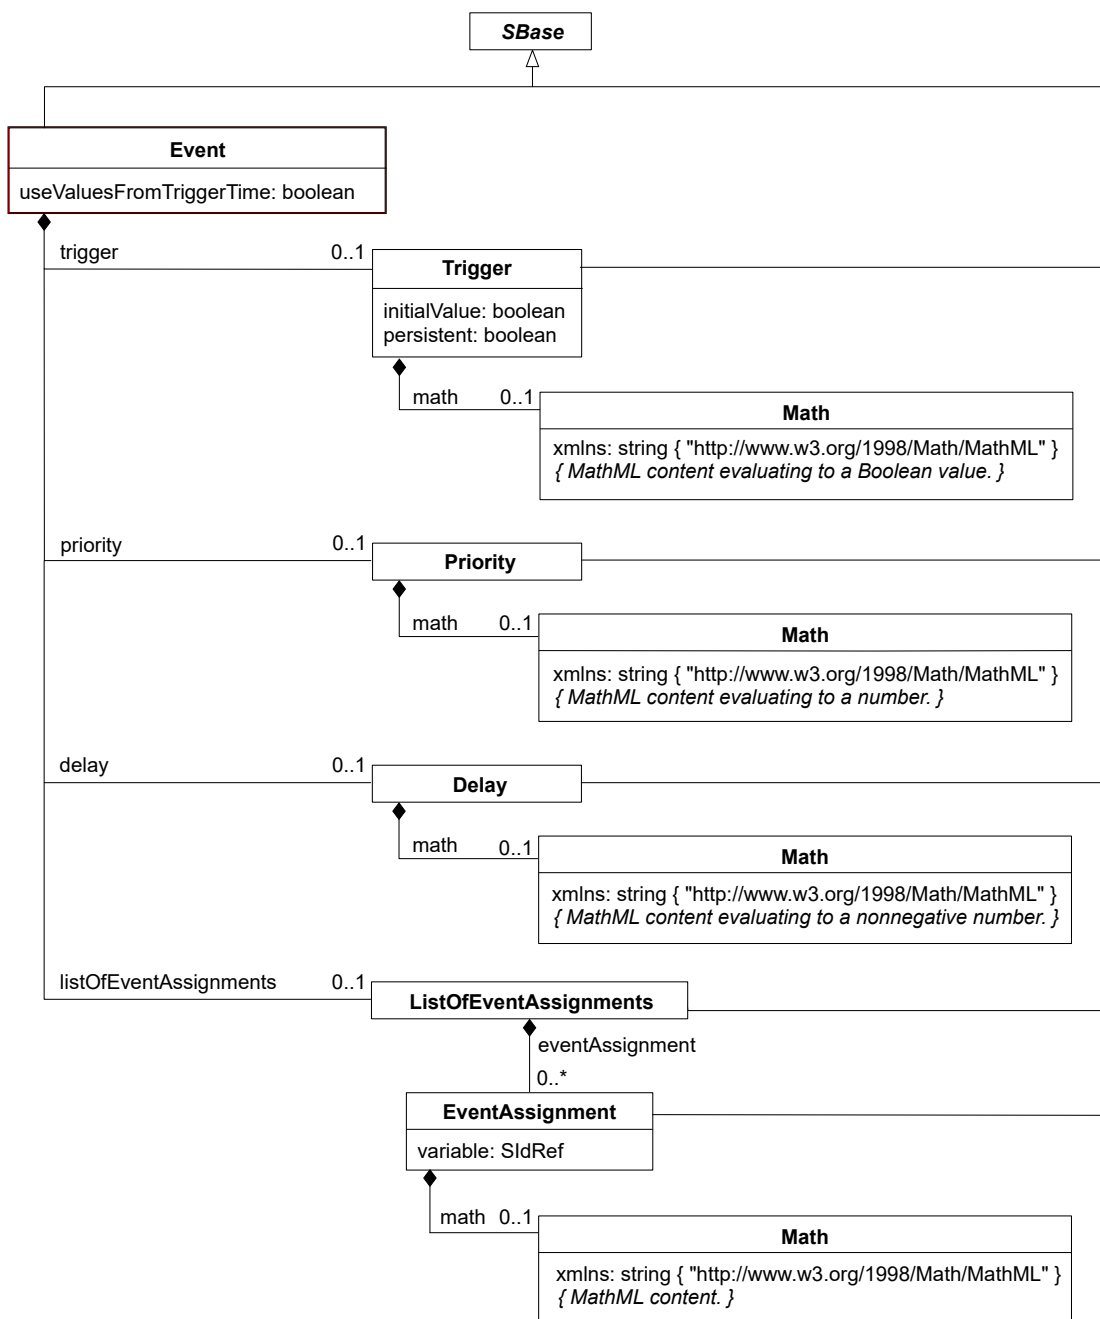 SBase
Event
useValuesFromTriggerTime: boolean
trigger 0..1
Trigger
initialValue: boolean
persistent: boolean
math 0..1
Math
xmlns: string { "http://www.w3.org/1998/Math/MathML" }
{ MathML content evaluating to a Boolean value. }
priority 0..1
Priority
math 0..1
Math
xmlns: string { "http://www.w3.org/1998/Math/MathML" }
{ MathML content evaluating to a number. }
delay 0..1
Delay
math 0..1
Math
xmlns: string { "http://www.w3.org/1998/Math/MathML" }
{ MathML content evaluating to a nonnegative number. }
listOfEventAssignments 0..1
ListOfEventAssignments
eventAssignment
0..*
EventAssignment
variable: SIdRef
math 0..1
Math
xmlns: string { "http://www.w3.org/1998/Math/MathML" }
{ MathML content. }